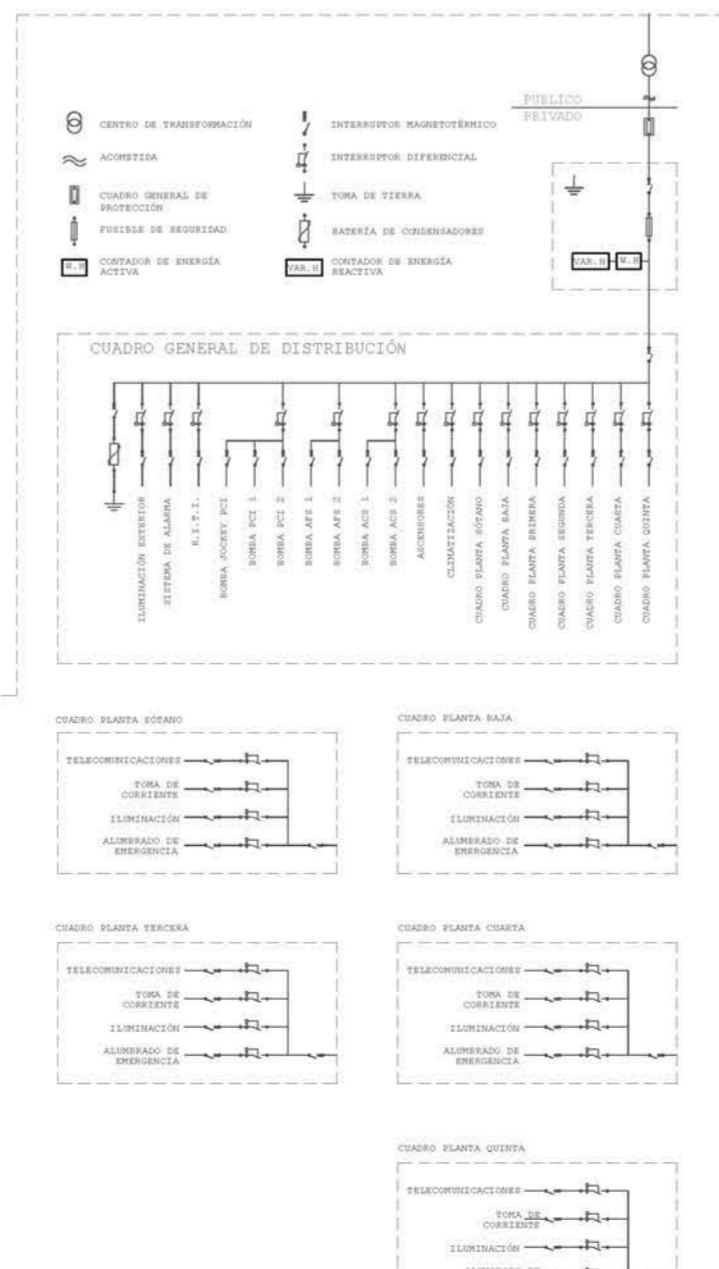 PUBLICO
PRIVADO
CENTRO DE TRANSFORMACIÓN
ACOMETIDA
CUADRO GENERAL DE
PROTECCIÓN
FUSIBLE DE SEGURIDAD
W.H
CONTADOR DE ENERGÍA
ACTIVA
INTERRUPTOR MAGNETOTÉRMICO
INTERRUPTOR DIFERENCIAL
TOMA DE TIERRA
BATERÍA DE CONDENSADORES
VAR.H
CONTADOR DE ENERGÍA
REACTIVA
VAR.H
W.H
CUADRO GENERAL DE DISTRIBUCIÓN
ILUMINACIÓN EXTERIOR
SISTEMA DE ALARMA
R.I.T.I.
BOMBA JOCKEY PCI
BOMBA PCI 1
BOMBA PCI 2
BOMBA AFS 1
BOMBA AFS 2
BOMBA ACS 1
BOMBA ACS 2
ASCENSORES
CLIMATIZACIÓN
CUADRO PLANTA SÓTANO
CUADRO PLANTA BAJA
CUADRO PLANTA PRIMERA
CUADRO PLANTA SEGUNDA
CUADRO PLANTA TERCERA
CUADRO PLANTA CUARTA
CUADRO PLANTA QUINTA
CUADRO PLANTA SÓTANO
TELECOMUNICACIONES
TOMA DE
CORRIENTE
ILUMINACIÓN
ALUMBRADO DE
EMERGENCIA
CUADRO PLANTA BAJA
TELECOMUNICACIONES
TOMA DE
CORRIENTE
ILUMINACIÓN
ALUMBRADO DE
EMERGENCIA
CUADRO PLANTA TERCERA
TELECOMUNICACIONES
TOMA DE
CORRIENTE
ILUMINACIÓN
ALUMBRADO DE
EMERGENCIA
CUADRO PLANTA CUARTA
TELECOMUNICACIONES
TOMA DE
CORRIENTE
ILUMINACIÓN
ALUMBRADO DE
EMERGENCIA
CUADRO PLANTA QUINTA
TELECOMUNICACIONES
TOMA DE
CORRIENTE
ILUMINACIÓN